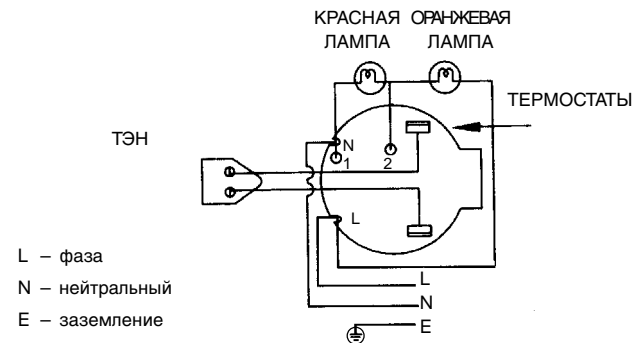 КРАСНАЯ ОРАНЖЕВАЯ
ЛАМПА ЛАМПА
ТЕРМОСТАТЫ
ТЭН
N
1
2
L
L – фаза
N – нейтральный
E – заземление
L
N
E